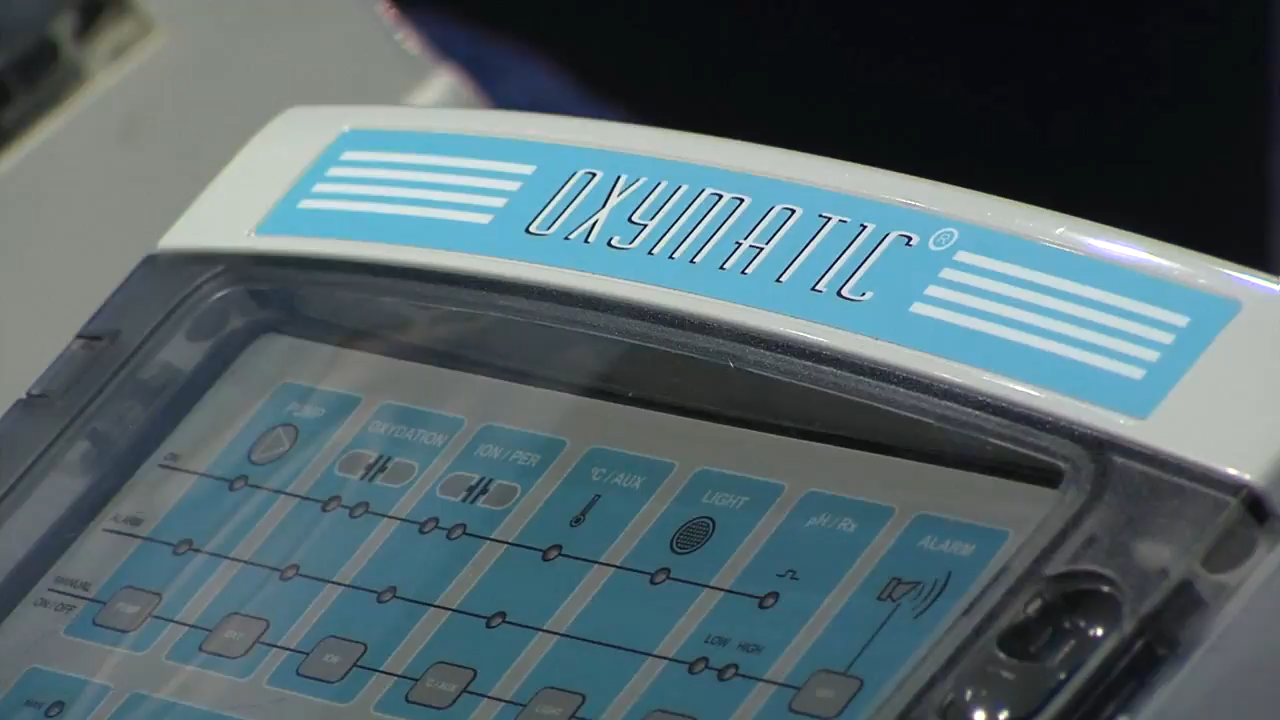 OXYMATIC®
PUMP
OXYDATION
ION / PER
°C / AUX
LIGHT
pH / Rx
ALARM
ON
ALARM
LOW HIGH
MANUAL
ON / OFF
PUMP
OXY
ION
°C / AUX
LIGHT